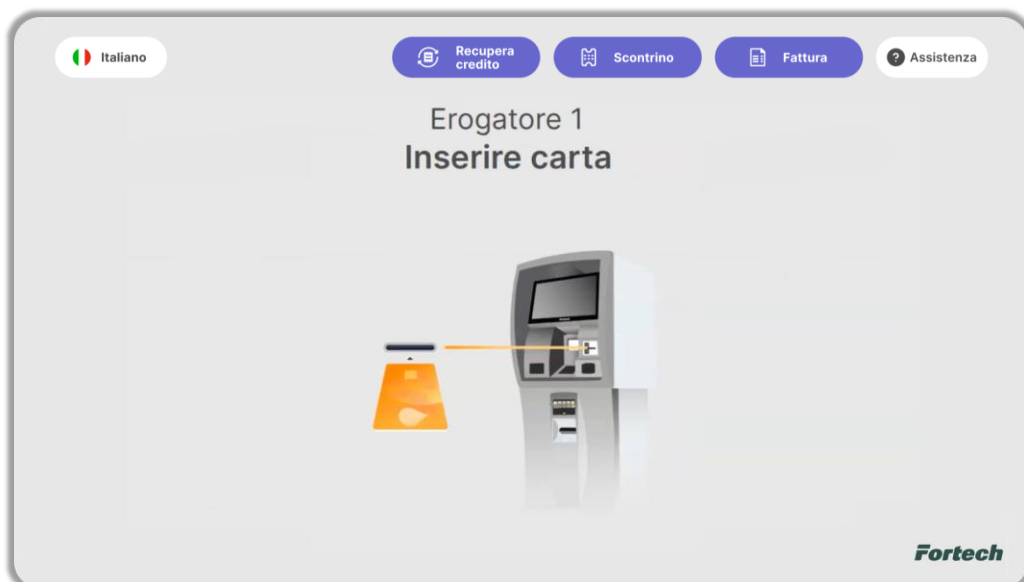 Italiano
Recupera
credito
Scontrino
Fattura
? Assistenza
Erogatore 1
Inserire carta
Fortech